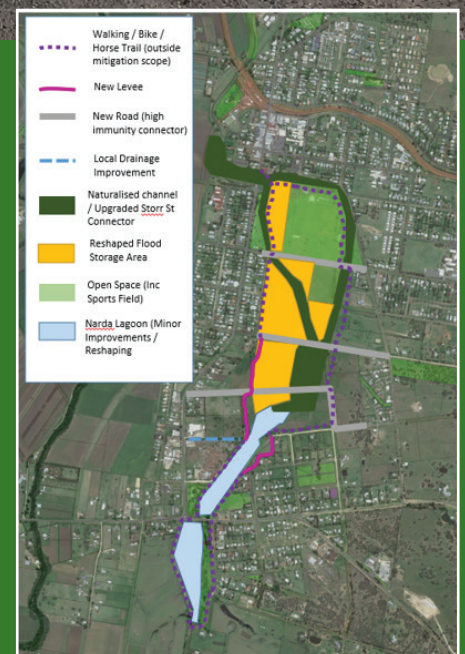 Walking / Bike /
Horse Trail (outside
mitigation scope)
New Levee
New Road (high
immunity connector)
Local Drainage
Improvement
Naturalised channel
/ Upgraded Storr St
Connector
Reshaped Flood
Storage Area
Open Space (Inc
Sports Field)
Narda Lagoon (Minor
Improvements /
Reshaping